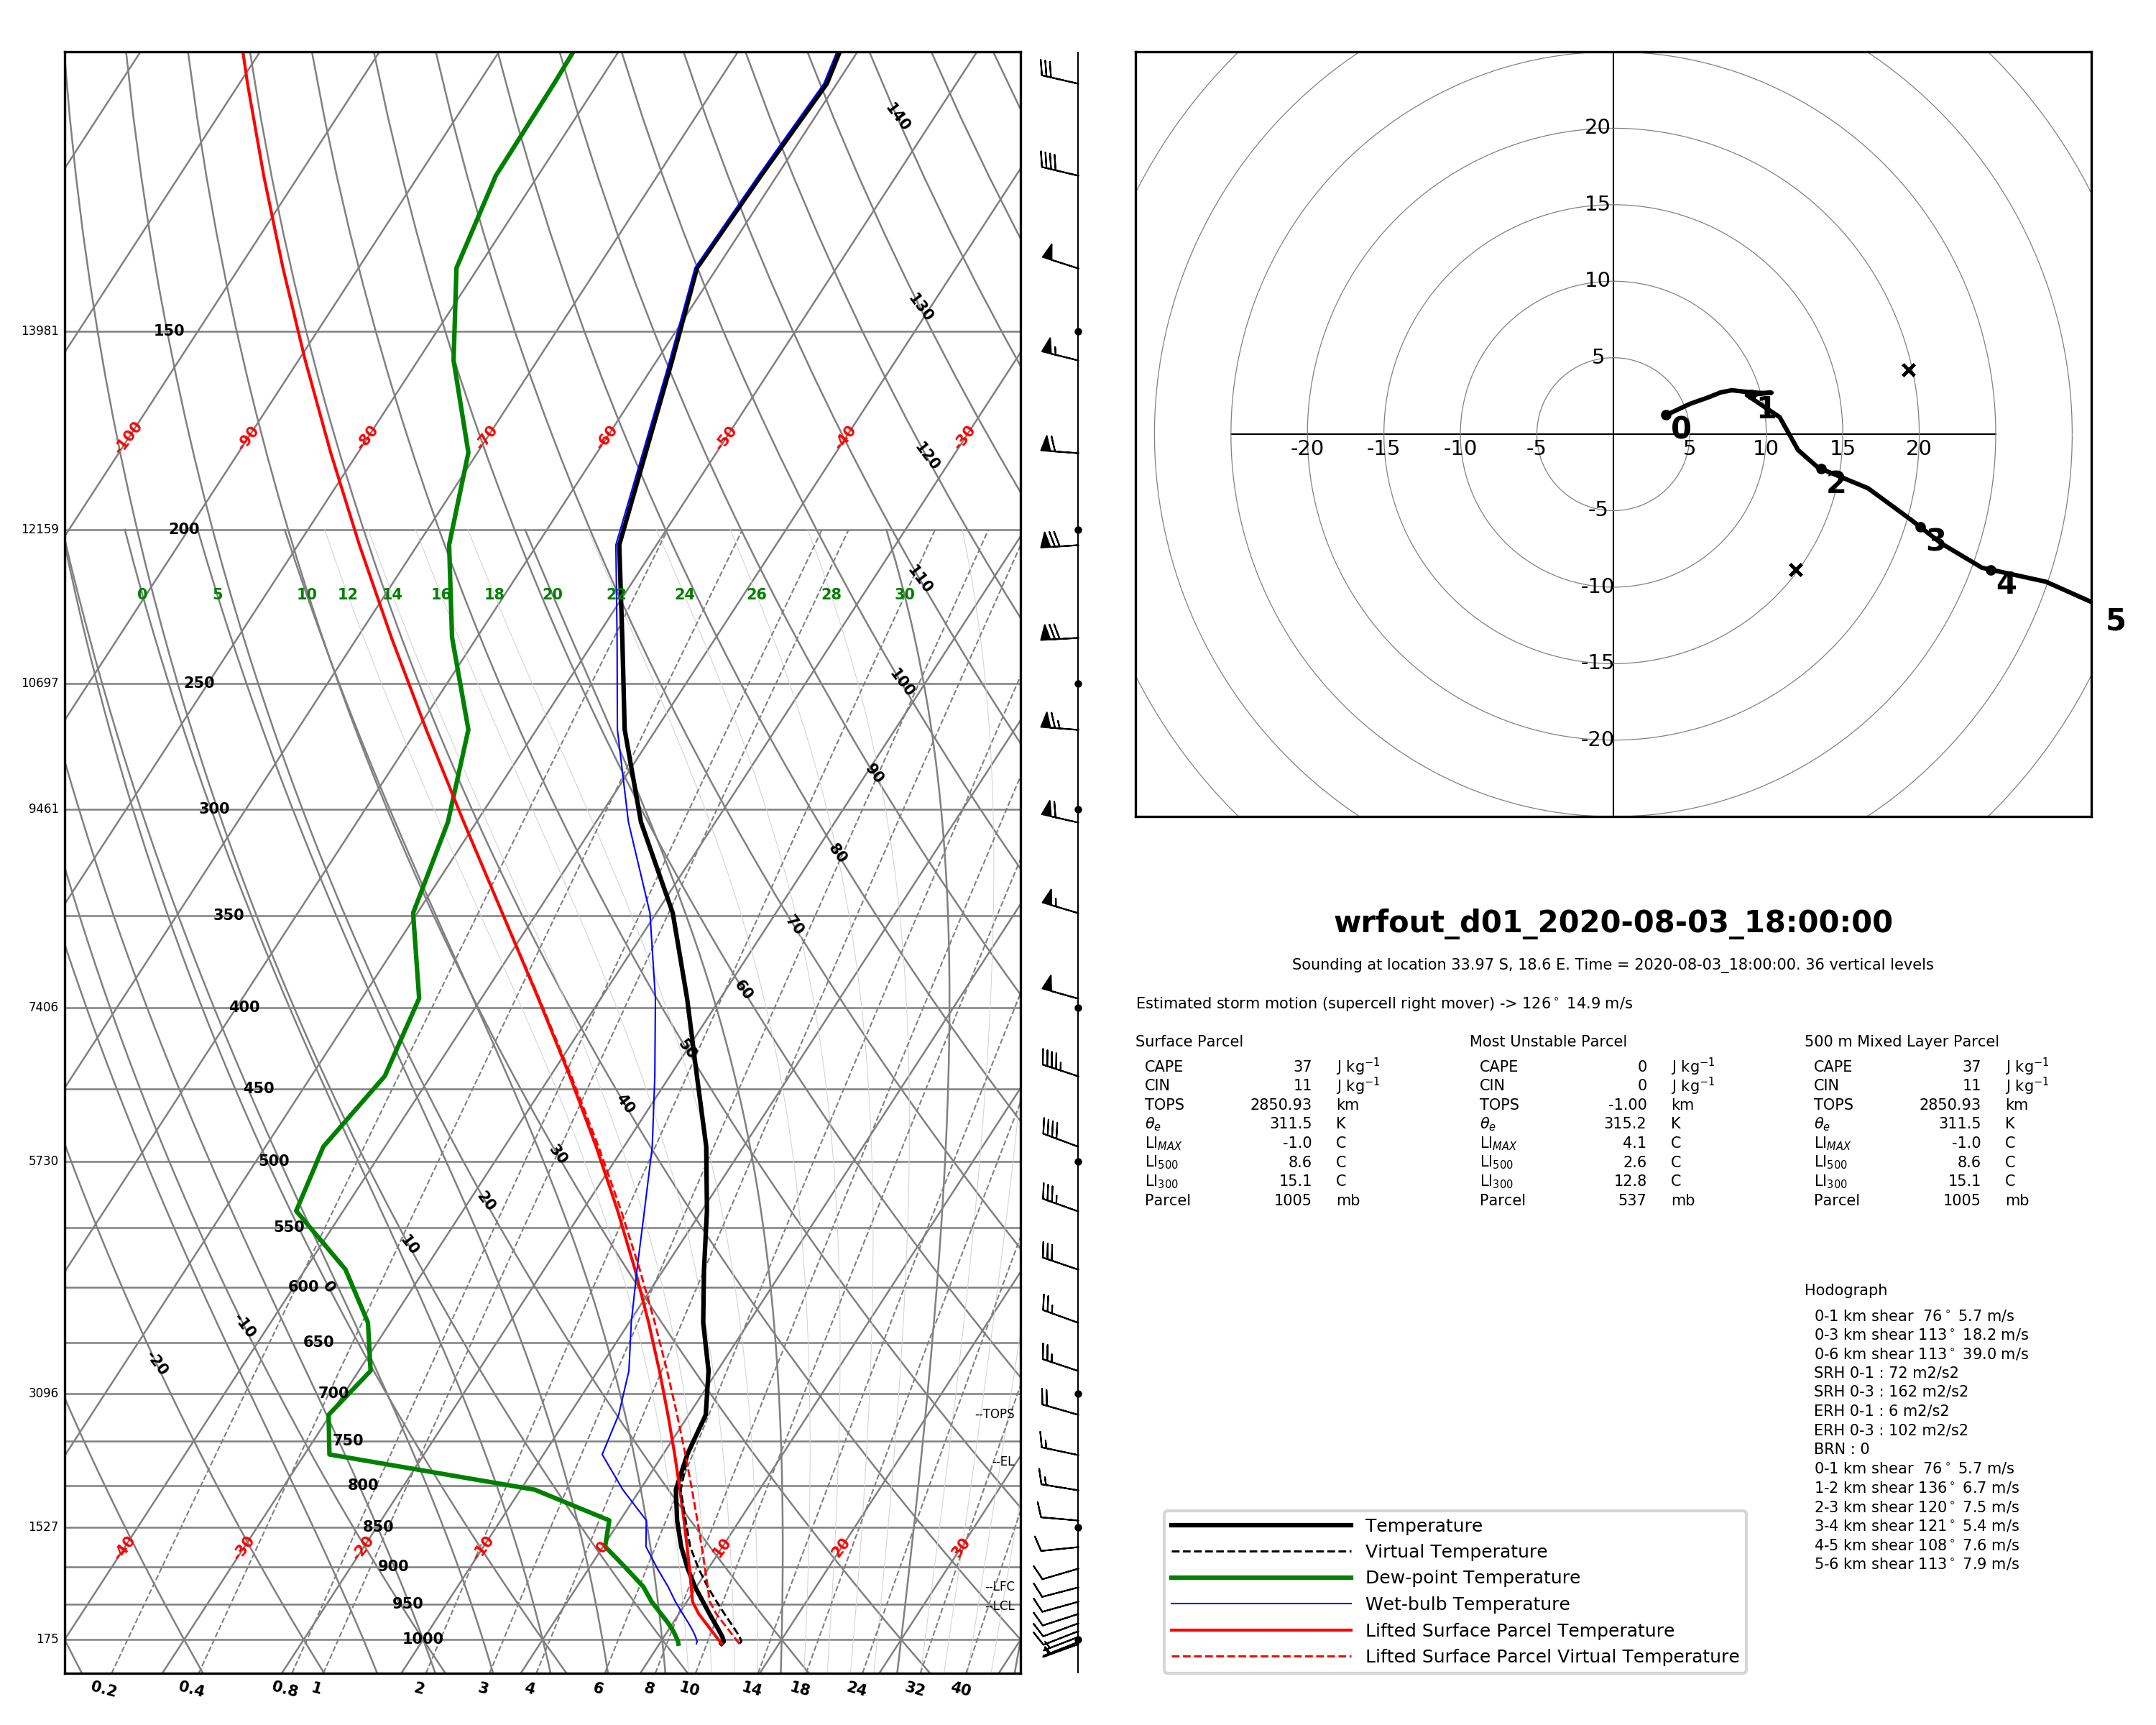 140
20
15
130
10
13981
150
5
-100
-90
-80
-70
-60
-50
-40
-30
120
0
1
-20
-15
-10
-5
5
10
15
20
2
12159
200
-5
3
110
0
5
10
12
14
16
18
20
22
24
26
28
30
-10
4
5
10697
250
100
-15
-20
90
9461
300
80
350
70
wrfout_d01_2020-08-03_18:00:00
Sounding at location 33.97 S, 18.6 E. Time = 2020-08-03_18:00:00. 36 vertical levels
60
7406
400
Estimated storm motion (supercell right mover) -> 126° 14.9 m/s
50
Surface Parcel Most Unstable Parcel 500 m Mixed Layer Parcel
CAPE 37 J kg⁻¹ CAPE 0 J kg⁻¹ CAPE 37 J kg⁻¹
CIN 11 J kg⁻¹ CIN 0 J kg⁻¹ CIN 11 J kg⁻¹
TOPS 2850.93 km TOPS -1.00 km TOPS 2850.93 km
θe 311.5 K θe 315.2 K θe 311.5 K
LIMAX -1.0 C LIMAX 4.1 C LIMAX -1.0 C
LI500 8.6 C LI500 2.6 C LI500 8.6 C
LI300 15.1 C LI300 12.8 C LI300 15.1 C
Parcel 1005 mb Parcel 537 mb Parcel 1005 mb
450
40
5730
500
30
20
550
10
600
0
-10
650
-20
3096
700
--TOPS
750
--EL
800
1527
850
-40
-30
-20
-10
0
10
20
30
900
--LFC
950
--LCL
175
1000
0.2
0.4
0.8
1
2
3
4
6
8
10
14
18
24
32
40
Hodograph
0-1 km shear 76° 5.7 m/s
0-3 km shear 113° 18.2 m/s
0-6 km shear 113° 39.0 m/s
SRH 0-1 : 72 m2/s2
SRH 0-3 : 162 m2/s2
ERH 0-1 : 6 m2/s2
ERH 0-3 : 102 m2/s2
BRN : 0
0-1 km shear 76° 5.7 m/s
1-2 km shear 136° 6.7 m/s
2-3 km shear 120° 7.5 m/s
3-4 km shear 121° 5.4 m/s
4-5 km shear 108° 7.6 m/s
5-6 km shear 113° 7.9 m/s
Temperature
Virtual Temperature
Dew-point Temperature
Wet-bulb Temperature
Lifted Surface Parcel Temperature
Lifted Surface Parcel Virtual Temperature